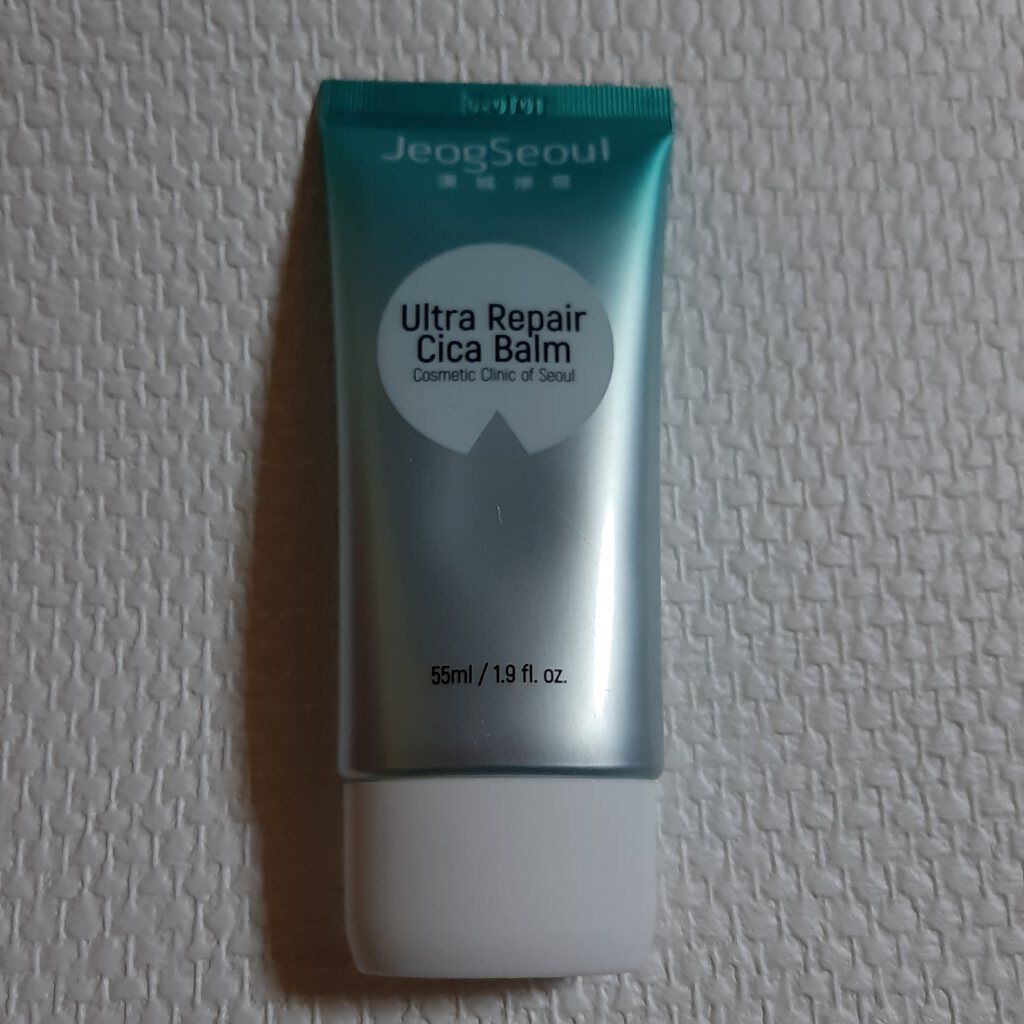 JeogSeoul
Ultra Repair
Cica Balm
Cosmetic Clinic of Seoul
55ml / 1.9 fl. oz.